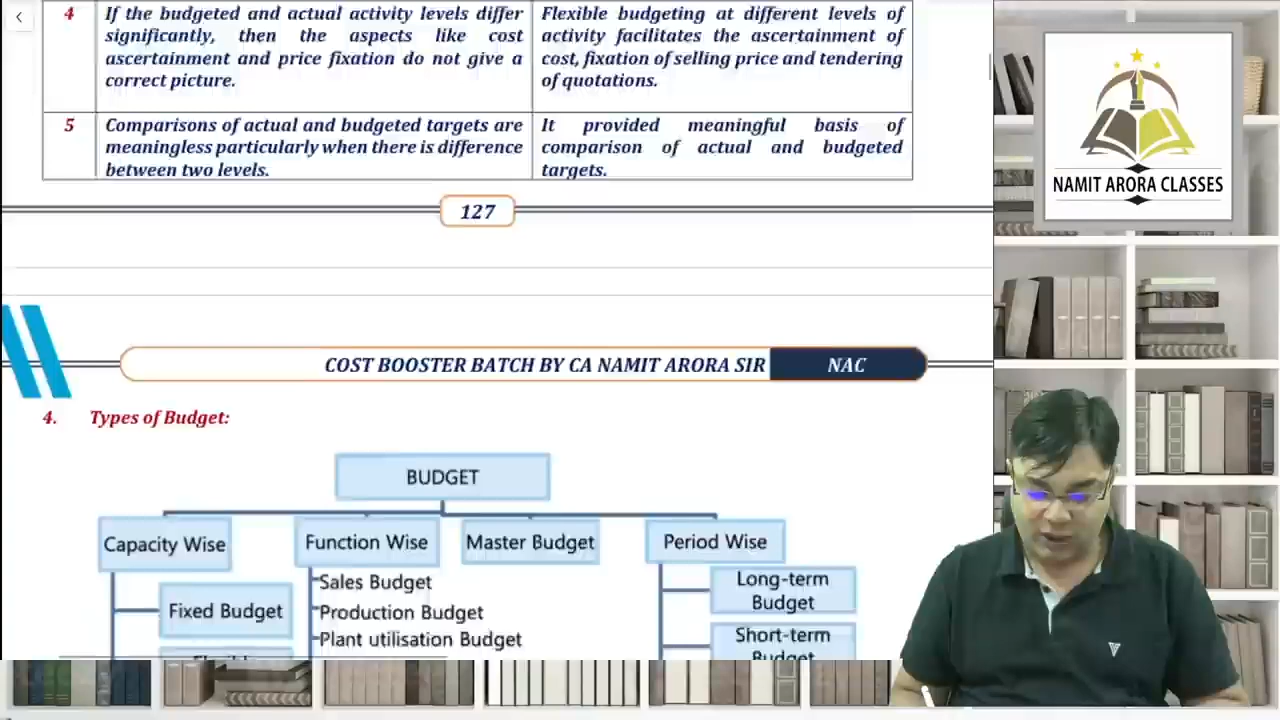 4 If the budgeted and actual activity levels differ significantly, then the aspects like cost ascertainment and price fixation do not give a correct picture.
Flexible budgeting at different levels of activity facilitates the ascertainment of cost, fixation of selling price and tendering of quotations.
5 Comparisons of actual and budgeted targets are meaningless particularly when there is difference between two levels.
It provided meaningful basis of comparison of actual and budgeted targets.
127
NAMIT ARORA CLASSES
COST BOOSTER BATCH BY CA NAMIT ARORA SIR NAC
4. Types of Budget:
BUDGET
Capacity Wise
Function Wise
Master Budget
Period Wise
Fixed Budget
Sales Budget
Production Budget
Plant utilisation Budget
Long-term
Budget
Short-term
Budget